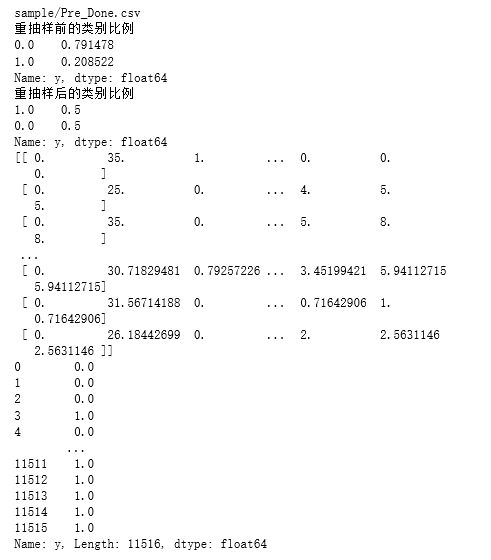 sample/Pre_Done.csv
重抽样前的类别比例
0.0    0.791478
1.0    0.208522
Name: y, dtype: float64
重抽样后的类别比例
1.0    0.5
0.0    0.5
Name: y, dtype: float64
[[ 0.         35.          1.         ...  0.          0.
   0.        ]
 [ 0.         25.          0.         ...  4.          5.
   5.        ]
 [ 0.         35.          0.         ...  5.          8.
   8.        ]
 ...
 [ 0.         30.71829481  0.79257226 ...  3.45199421  5.94112715
   5.94112715]
 [ 0.         31.56714188  0.         ...  0.71642906  1.
   0.71642906]
 [ 0.         26.18442699  0.         ...  2.          2.5631146
   2.5631146 ]]
0        0.0
1        0.0
2        0.0
3        1.0
4        0.0
        ...
11511    1.0
11512    1.0
11513    1.0
11514    1.0
11515    1.0
Name: y, Length: 11516, dtype: float64